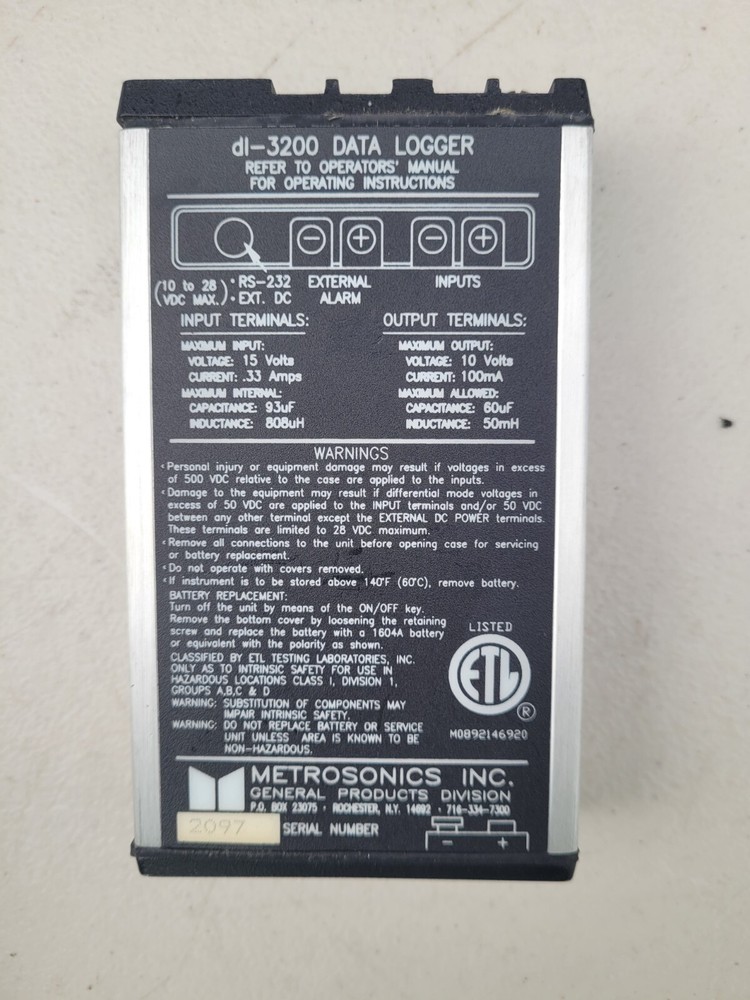 dl-3200 DATA LOGGER
REFER TO OPERATORS' MANUAL
FOR OPERATING INSTRUCTIONS
− + − +
(10 to 28 VDC MAX.) • RS-232 • EXT. DC
EXTERNAL ALARM
INPUTS
INPUT TERMINALS:
MAXIMUM INPUT:
VOLTAGE: 15 Volts
CURRENT: .33 Amps
MAXIMUM INTERNAL:
CAPACITANCE: 93uF
INDUCTANCE: 808uH
OUTPUT TERMINALS:
MAXIMUM OUTPUT:
VOLTAGE: 10 Volts
CURRENT: 100mA
MAXIMUM ALLOWED:
CAPACITANCE: 60uF
INDUCTANCE: 50mH
WARNINGS
• Personal injury or equipment damage may result if voltages in excess
of 500 VDC relative to the case are applied to the inputs.
• Damage to the equipment may result if differential mode voltages in
excess of 50 VDC are applied to the INPUT terminals and/or 50 VDC
between any other terminal except the EXTERNAL DC POWER terminals.
These terminals are limited to 28 VDC maximum.
• Remove all connections to the unit before opening case for servicing
or battery replacement.
• Do not operate with covers removed.
• If instrument is to be stored above 140°F (60°C), remove battery.
BATTERY REPLACEMENT:
Turn off the unit by means of the ON/OFF key.
Remove the bottom cover by loosening the retaining
screw and replace the battery with a 1604A battery
or equivalent with the polarity as shown.
CLASSIFIED BY ETL TESTING LABORATORIES, INC.
ONLY AS TO INTRINSIC SAFETY FOR USE IN
HAZARDOUS LOCATIONS CLASS I, DIVISION 1,
GROUPS A,B,C & D
WARNING: SUBSTITUTION OF COMPONENTS MAY
IMPAIR INTRINSIC SAFETY.
WARNING: DO NOT REPLACE BATTERY OR SERVICE
UNIT UNLESS AREA IS KNOWN TO BE
NON-HAZARDOUS.
LISTED
ETL
®
M0892146920
METROSONICS INC.
GENERAL PRODUCTS DIVISION
P.O. BOX 23075 • ROCHESTER, N.Y. 14692 • 716-334-7300
2097 SERIAL NUMBER
− +